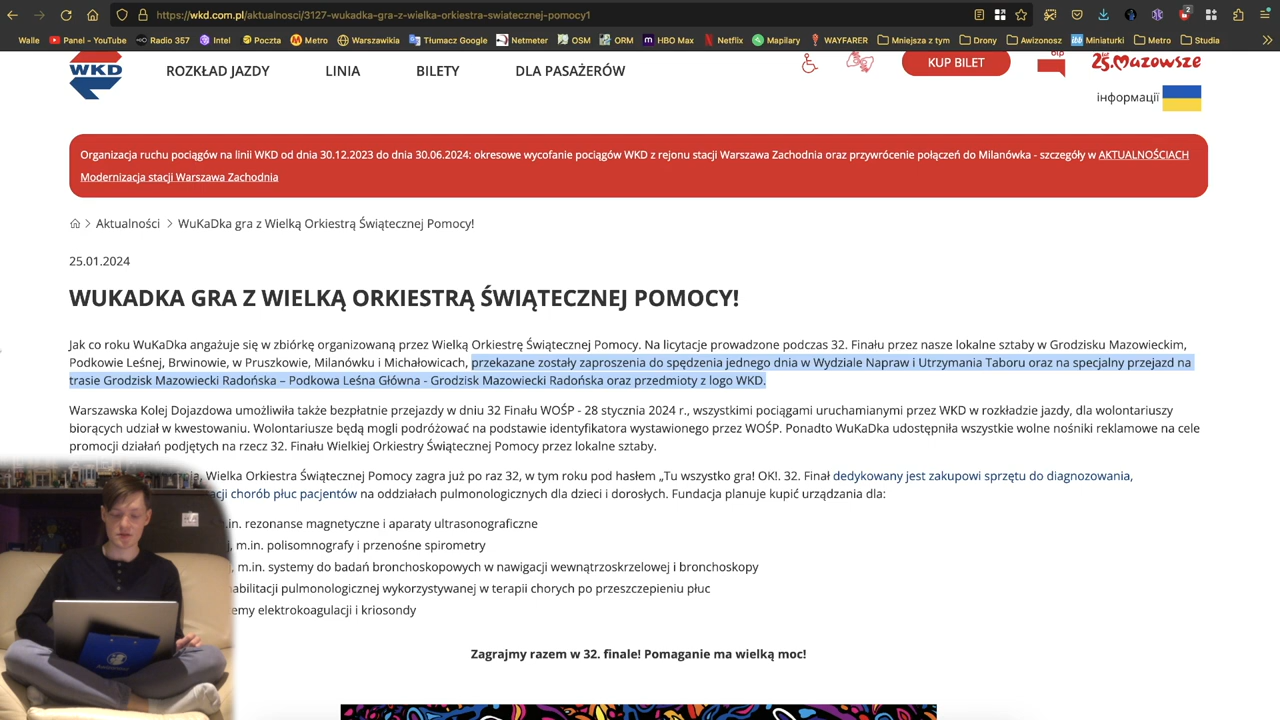 https://wkd.com.pl/aktualnosci/3127-wukadka-gra-z-wielka-orkiestra-swiatecznej-pomocy1
2
Walle Panel - YouTube Radio 357 Intel Poczta Metro Warszawikia Tłumacz Google Netmeter OSM ORM HBO Max Netflix Mapilary WAYFARER Mniejsza z tym Drony Awizonosz Miniaturki Metro Studia
WKD ROZKŁAD JAZDY LINIA BILETY DLA PASAŻERÓW KUP BILET bip 25 lat Mazowsze
інформації
Organizacja ruchu pociągów na linii WKD od dnia 30.12.2023 do dnia 30.06.2024: okresowe wycofanie pociągów WKD z rejonu stacji Warszawa Zachodnia oraz przywrócenie połączeń do Milanówka - szczegóły w AKTUALNOŚCIACH
Modernizacja stacji Warszawa Zachodnia
Aktualności WuKaDka gra z Wielką Orkiestrą Świątecznej Pomocy!
25.01.2024
WUKADKA GRA Z WIELKĄ ORKIESTRĄ ŚWIĄTECZNEJ POMOCY!
Jak co roku WuKaDka angażuje się w zbiórkę organizowaną przez Wielką Orkiestrę Świątecznej Pomocy. Na licytacje prowadzone podczas 32. Finału przez nasze lokalne sztaby w Grodzisku Mazowieckim,
Podkowie Leśnej, Brwinowie, w Pruszkowie, Milanówku i Michałowicach, przekazane zostały zaproszenia do spędzenia jednego dnia w Wydziale Napraw i Utrzymania Taboru oraz na specjalny przejazd na
trasie Grodzisk Mazowiecki Radońska – Podkowa Leśna Główna - Grodzisk Mazowiecki Radońska oraz przedmioty z logo WKD.
Warszawska Kolej Dojazdowa umożliwiła także bezpłatnie przejazdy w dniu 32 Finału WOŚP - 28 stycznia 2024 r., wszystkimi pociągami uruchamianymi przez WKD w rozkładzie jazdy, dla wolontariuszy
biorących udział w kwestowaniu. Wolontariusze będą mogli podróżować na podstawie identyfikatora wystawionego przez WOŚP. Ponadto WuKaDka udostępniła wszystkie wolne nośniki reklamowe na cele
promocji działań podjętych na rzecz 32. Finału Wielkiej Orkiestry Świątecznej Pomocy przez lokalne sztaby.
Wielka Orkiestra Świątecznej Pomocy zagra już po raz 32, w tym roku pod hasłem „Tu wszystko gra! OK!. 32. Finał dedykowany jest zakupowi sprzętu do diagnozowania,
chorób płuc pacjentów na oddziałach pulmonologicznych dla dzieci i dorosłych. Fundacja planuje kupić urządzania dla:
rezonanse magnetyczne i aparaty ultrasonograficzne
m.in. polisomnografy i przenośne spirometry
m.in. systemy do badań bronchoskopowych w nawigacji wewnątrzoskrzelowej i bronchoskopy
pulmonologicznej wykorzystywanej w terapii chorych po przeszczepieniu płuc
elektrokoagulacji i kriosondy
Zagrajmy razem w 32. finale! Pomaganie ma wielką moc!